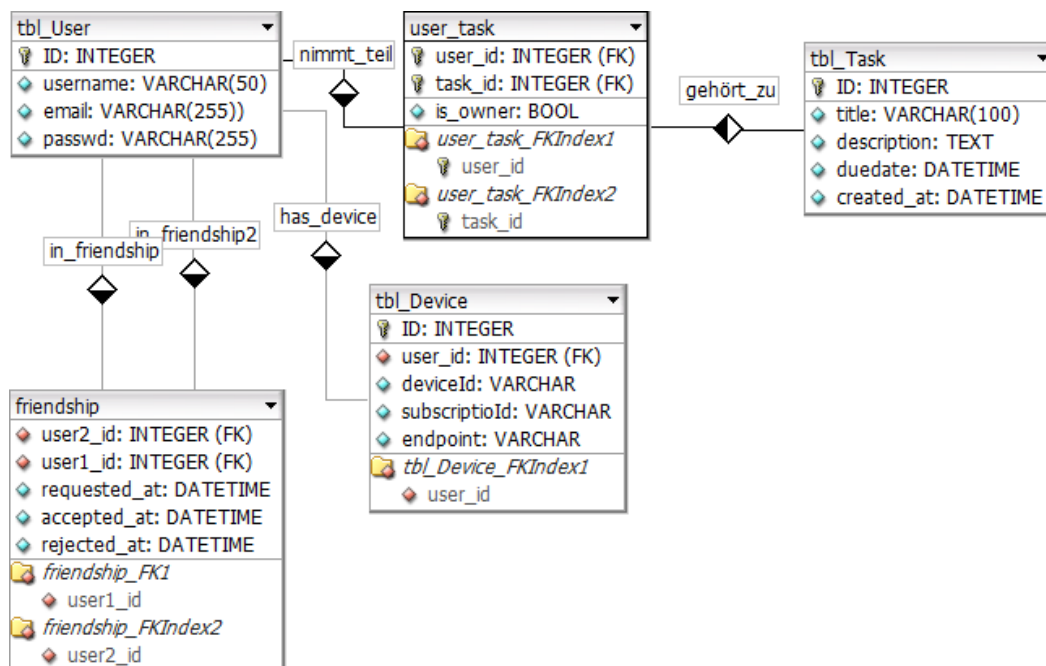 tbl_User
ID: INTEGER
username: VARCHAR(50)
email: VARCHAR(255))
passwd: VARCHAR(255)
nimmt_teil
user_task
user_id: INTEGER (FK)
task_id: INTEGER (FK)
is_owner: BOOL
user_task_FKIndex1
user_id
user_task_FKIndex2
task_id
gehört_zu
tbl_Task
ID: INTEGER
title: VARCHAR(100)
description: TEXT
duedate: DATETIME
created_at: DATETIME
has_device
in_friendship2
in_friendship
tbl_Device
ID: INTEGER
user_id: INTEGER (FK)
deviceId: VARCHAR
subscriptioId: VARCHAR
endpoint: VARCHAR
tbl_Device_FKIndex1
user_id
friendship
user2_id: INTEGER (FK)
user1_id: INTEGER (FK)
requested_at: DATETIME
accepted_at: DATETIME
rejected_at: DATETIME
friendship_FK1
user1_id
friendship_FKIndex2
user2_id